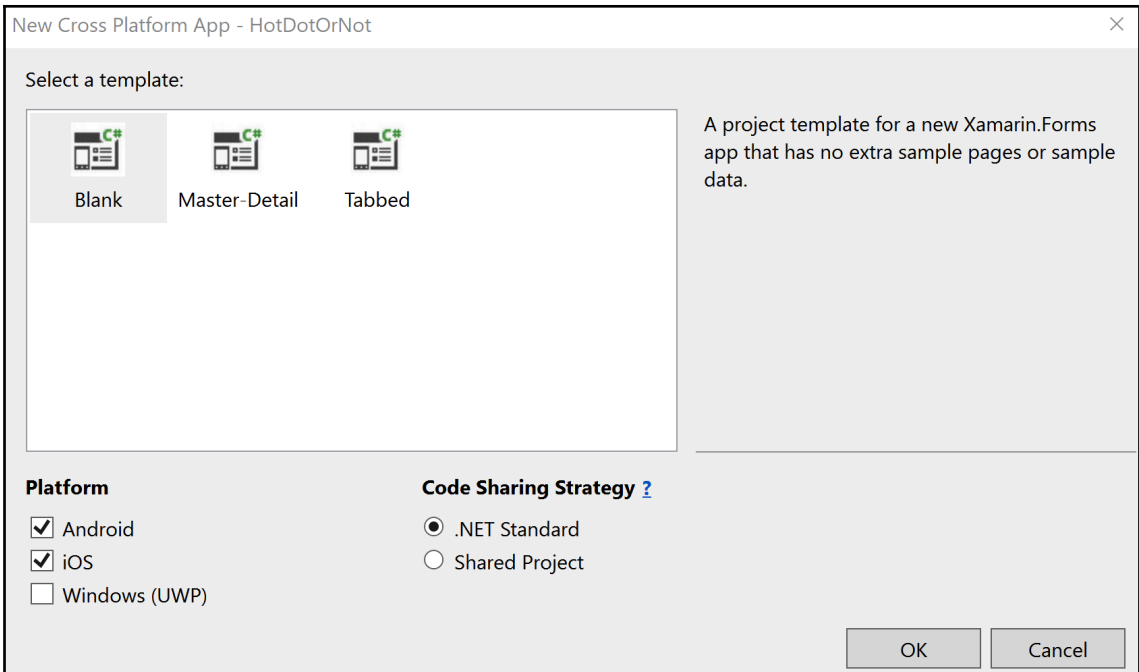 New Cross Platform App - HotDotOrNot
Select a template:
C# C# C#
Blank Master-Detail Tabbed
A project template for a new Xamarin.Forms
app that has no extra sample pages or sample
data.
Platform
Android
iOS
Windows (UWP)
Code Sharing Strategy ?
.NET Standard
Shared Project
OK Cancel